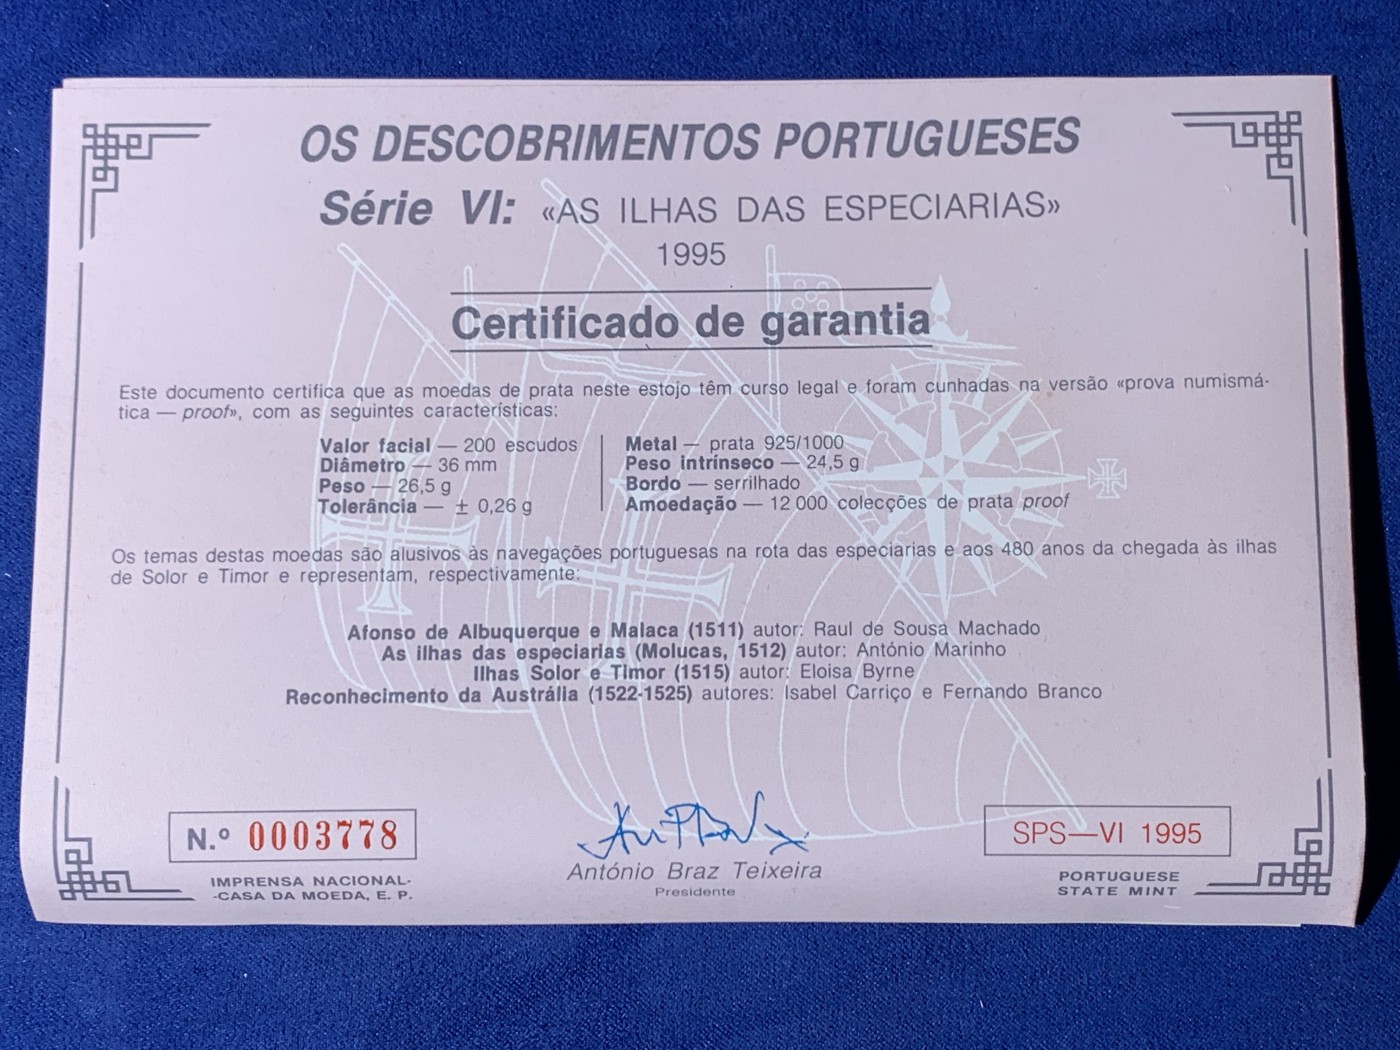 OS DESCOBRIMENTOS PORTUGUESES
Série VI: «AS ILHAS DAS ESPECIARIAS»
1995
Certificado de garantia
Este documento certifica que as moedas de prata neste estojo têm curso legal e foram cunhadas na versão «prova numismá-
tica — proof», com as seguintes características:
Valor facial — 200 escudos
Diâmetro — 36 mm
Peso — 26,5 g
Tolerância — ± 0,26 g
Metal — prata 925/1000
Peso intrínseco — 24,5 g
Bordo — serrilhado
Amoedação — 12 000 colecções de prata proof
Os temas destas moedas são alusivos às navegações portuguesas na rota das especiarias e aos 480 anos da chegada às ilhas
de Solor e Timor e representam, respectivamente:
Afonso de Albuquerque e Malaca (1511) autor: Raul de Sousa Machado
As ilhas das especiarias (Molucas, 1512) autor: António Marinho
Ilhas Solor e Timor (1515) autor: Eloisa Byrne
Reconhecimento da Austrália (1522-1525) autores: Isabel Carriço e Fernando Branco
N.º 0003778
IMPRENSA NACIONAL-
-CASA DA MOEDA, E. P.
António Braz Teixeira
Presidente
SPS—VI 1995
PORTUGUESE
STATE MINT